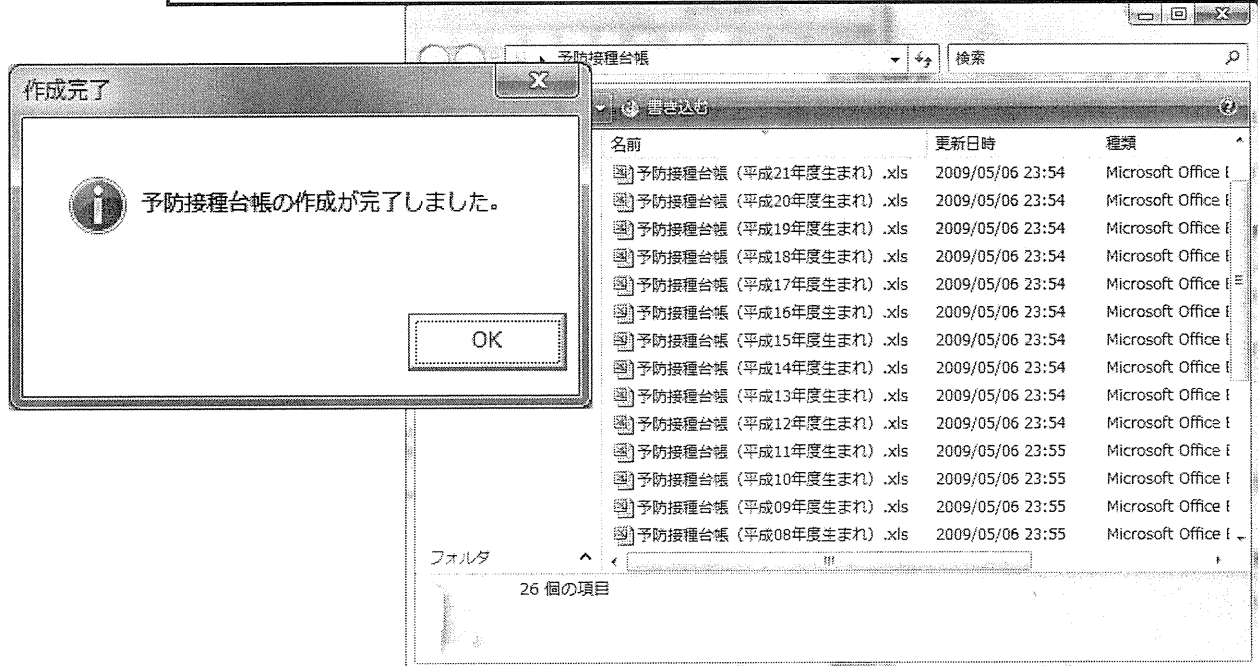 予防接種台帳
検索
作成完了
書き込む
名前 更新日時 種類
予防接種台帳の作成が完了しました。
OK
予防接種台帳（平成21年度生まれ）.xls 2009/05/06 23:54 Microsoft Office E
予防接種台帳（平成20年度生まれ）.xls 2009/05/06 23:54 Microsoft Office E
予防接種台帳（平成19年度生まれ）.xls 2009/05/06 23:54 Microsoft Office E
予防接種台帳（平成18年度生まれ）.xls 2009/05/06 23:54 Microsoft Office E
予防接種台帳（平成17年度生まれ）.xls 2009/05/06 23:54 Microsoft Office E
予防接種台帳（平成16年度生まれ）.xls 2009/05/06 23:54 Microsoft Office E
予防接種台帳（平成15年度生まれ）.xls 2009/05/06 23:54 Microsoft Office E
予防接種台帳（平成14年度生まれ）.xls 2009/05/06 23:54 Microsoft Office E
予防接種台帳（平成13年度生まれ）.xls 2009/05/06 23:54 Microsoft Office E
予防接種台帳（平成12年度生まれ）.xls 2009/05/06 23:54 Microsoft Office E
予防接種台帳（平成11年度生まれ）.xls 2009/05/06 23:55 Microsoft Office E
予防接種台帳（平成10年度生まれ）.xls 2009/05/06 23:55 Microsoft Office E
予防接種台帳（平成09年度生まれ）.xls 2009/05/06 23:55 Microsoft Office E
予防接種台帳（平成08年度生まれ）.xls 2009/05/06 23:55 Microsoft Office E
フォルダ
26 個の項目